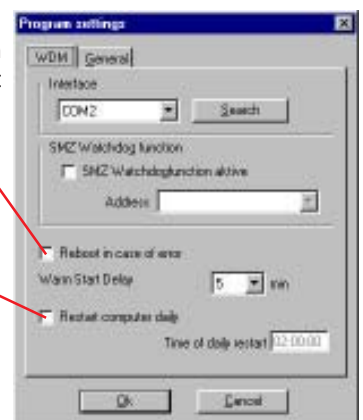 Program settings
WDM General
Interface
COM2 Search
SMZ Watchdog function
SMZ Watchdogfunction aktive
Address
Reboot in case of error
Warm Start Delay 5 min
Restart computer daily
Time of daily restart 02:00:00
Ok Cancel